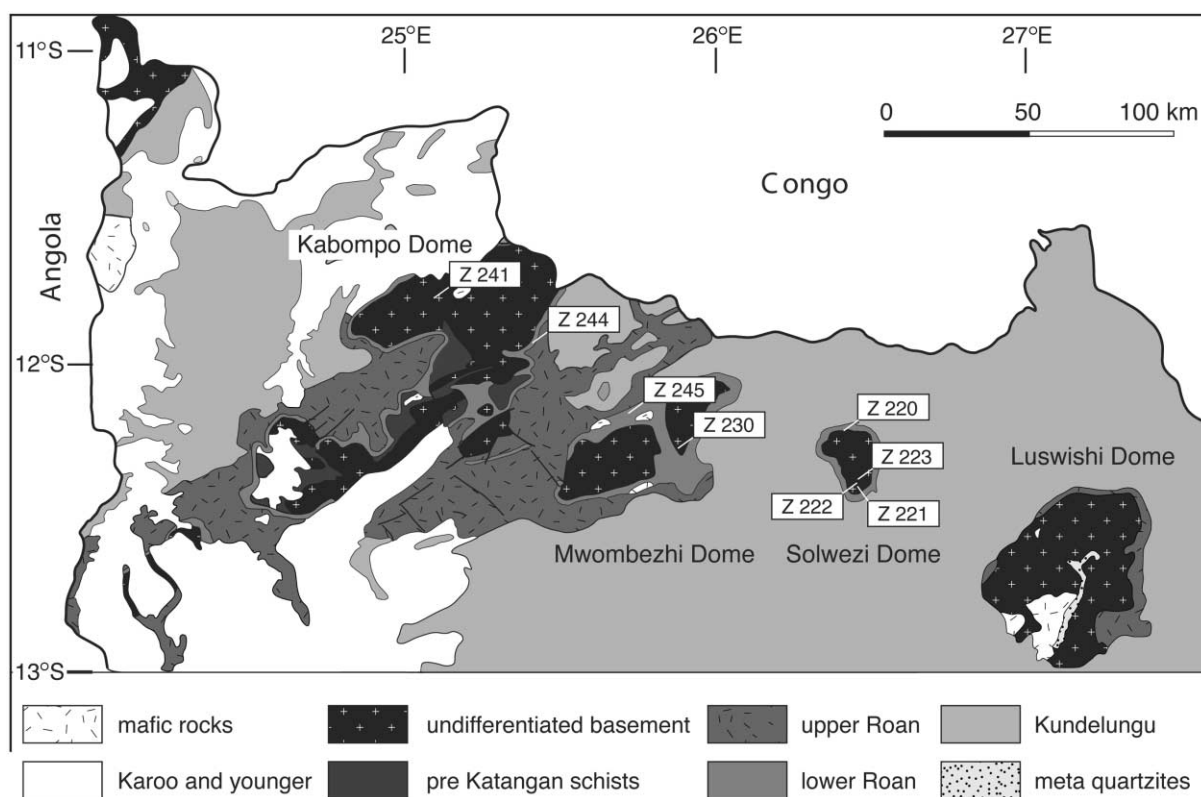 25°E
26°E
27°E
11°S
0 50 100 km
Congo
Angola
Kabompo Dome
Z 241
Z 244
12°S
Z 245
Z 230
Z 220
Z 223
Luswishi Dome
Z 222
Z 221
Mwombezhi Dome
Solwezi Dome
13°S
mafic rocks
undifferentiated basement
upper Roan
Kundelungu
Karoo and younger
pre Katangan schists
lower Roan
meta quartzites